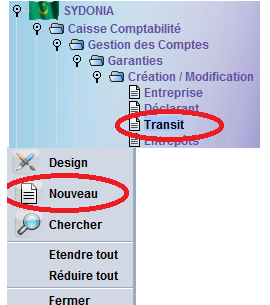 SYDONIA
Caisse Comptabilité
Gestion des Comptes
Garanties
Création / Modification
Entreprise
Déclarant
Transit
Entrepôts
Design
Nouveau
Chercher
Etendre tout
Réduire tout
Fermer